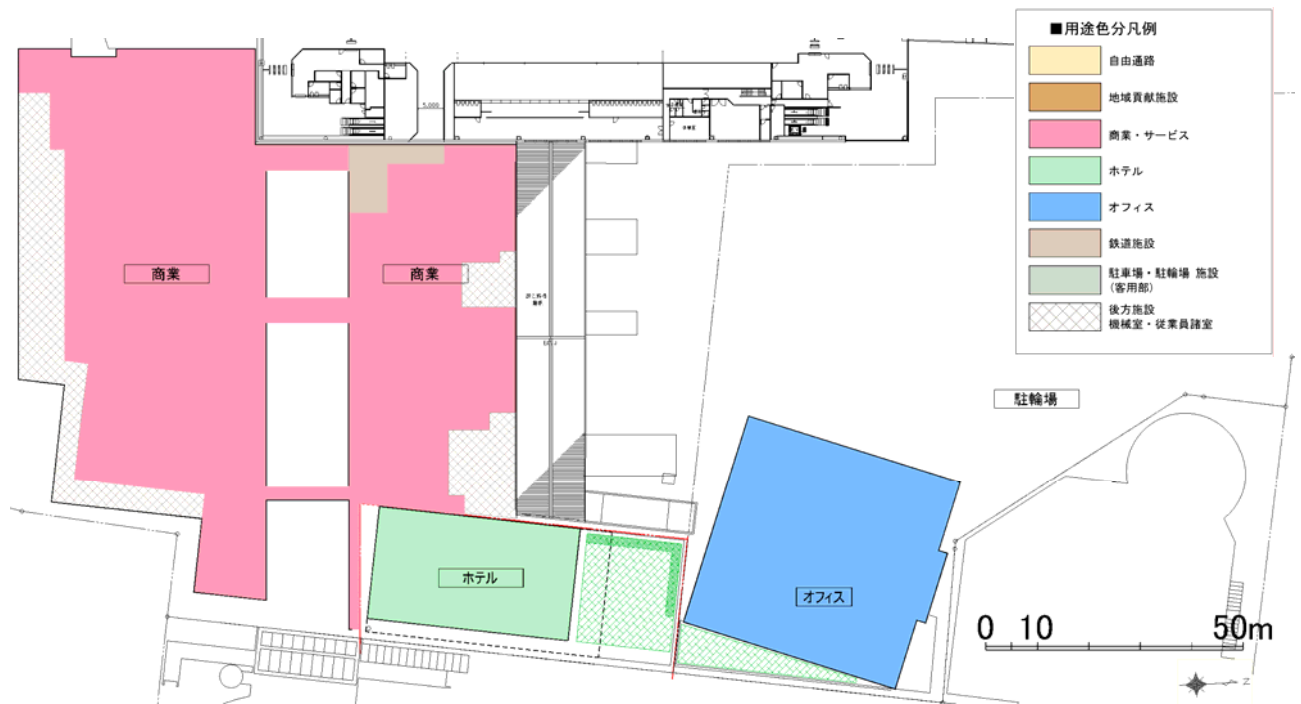 ■用途色分凡例
自由通路
地域貢献施設
商業・サービス
ホテル
オフィス
鉄道施設
駐車場・駐輪場 施設
(客用部)
後方施設
機械室・従業員諸室
5,000
商業
商業
駐輪場
ホテル
オフィス
0 10 50m
Z